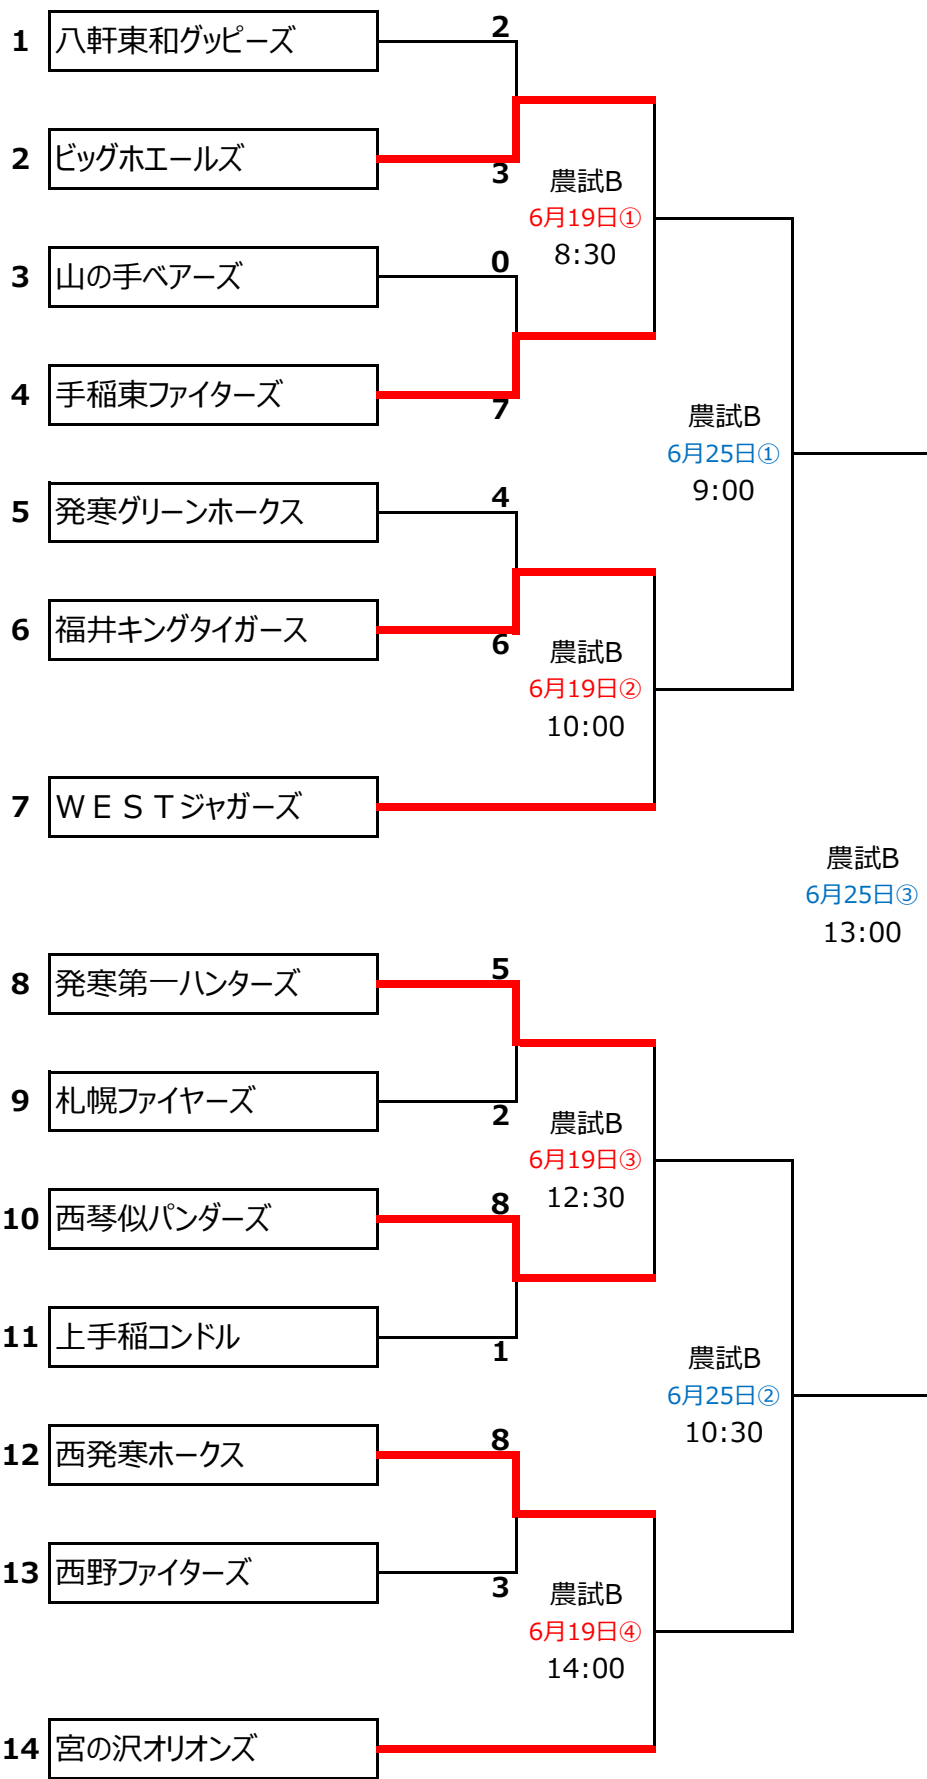 1 八軒東和グッピーズ 2
2 ビッグホエールズ 3
農試B
6月19日①
8:30
3 山の手ベアーズ 0
4 手稲東ファイターズ 7
農試B
6月25日①
9:00
5 発寒グリーンホークス 4
6 福井キングタイガース 6
農試B
6月19日②
10:00
7 ＷＥＳＴジャガーズ
農試B
6月25日③
13:00
8 発寒第一ハンターズ 5
9 札幌ファイヤーズ 2
農試B
6月19日③
12:30
10 西琴似パンダーズ 8
11 上手稲コンドル 1
農試B
6月25日②
10:30
12 西発寒ホークス 8
13 西野ファイターズ 3
農試B
6月19日④
14:00
14 宮の沢オリオンズ